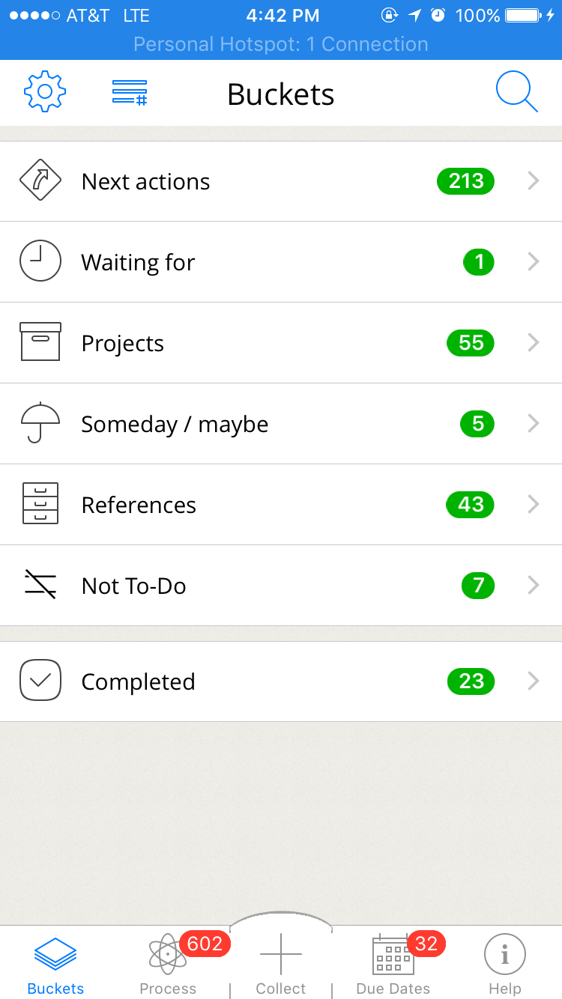 AT&T LTE 4:42 PM 100%
Personal Hotspot: 1 Connection
# Buckets
Next actions 213
Waiting for 1
Projects 55
Someday / maybe 5
References 43
Not To-Do 7
Completed 23
602 32
Buckets Process Collect Due Dates Help